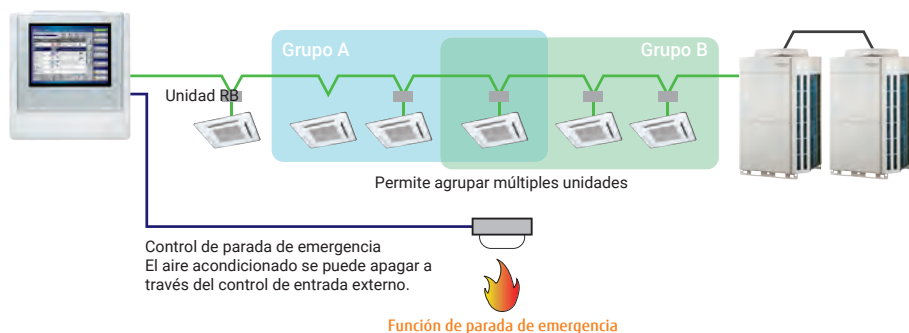 Grupo A
Grupo B
Unidad RB
Permite agrupar múltiples unidades
Control de parada de emergencia
El aire acondicionado se puede apagar a
través del control de entrada externo.
Función de parada de emergencia